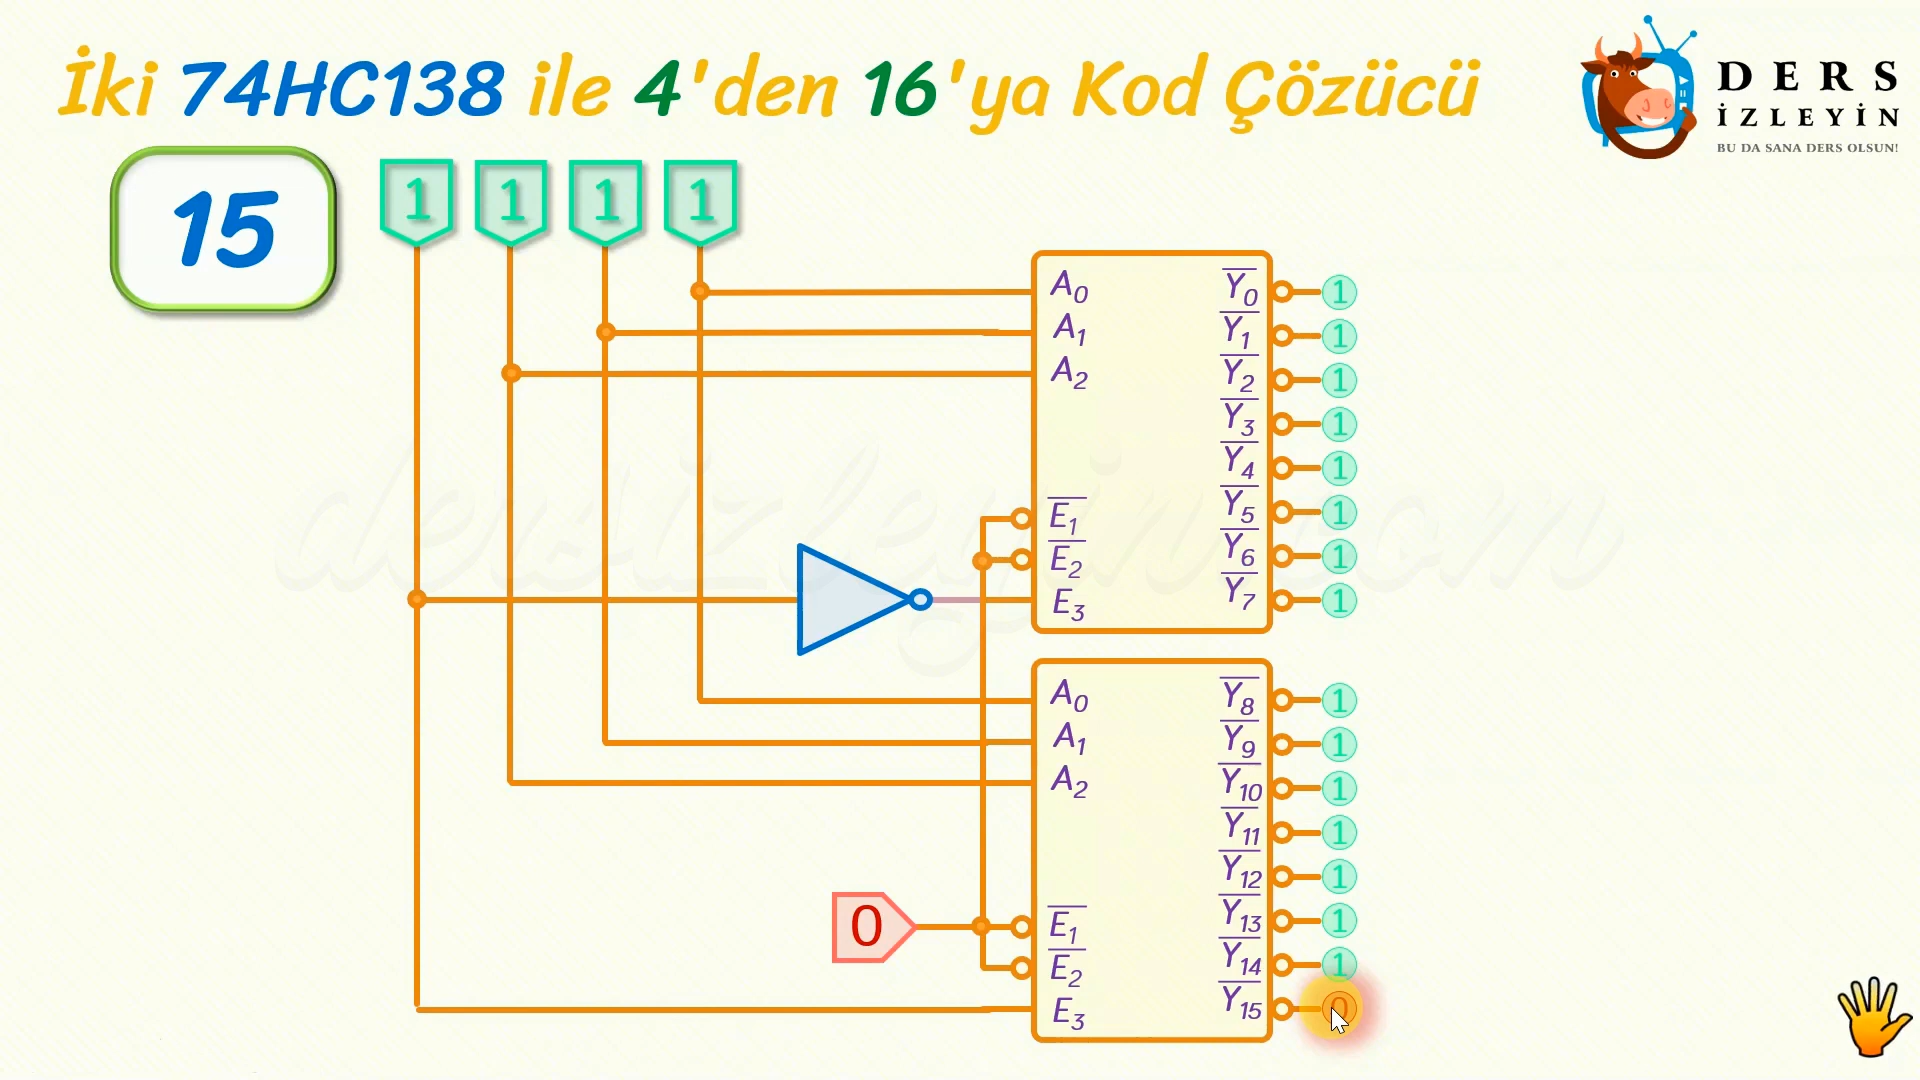 İki 74HC138 ile 4'den 16'ya Kod Çözücü
DERS
İZLEYİN
BU DA SANA DERS OLSUN!
15
1 1 1 1
A0
A1
A2
E1
E2
E3
Y0 1
Y1 1
Y2 1
Y3 1
Y4 1
Y5 1
Y6 1
Y7 1
dersizleyin.com
A0
A1
A2
0
E1
E2
E3
Y8 1
Y9 1
Y10 1
Y11 1
Y12 1
Y13 1
Y14 1
Y15 0